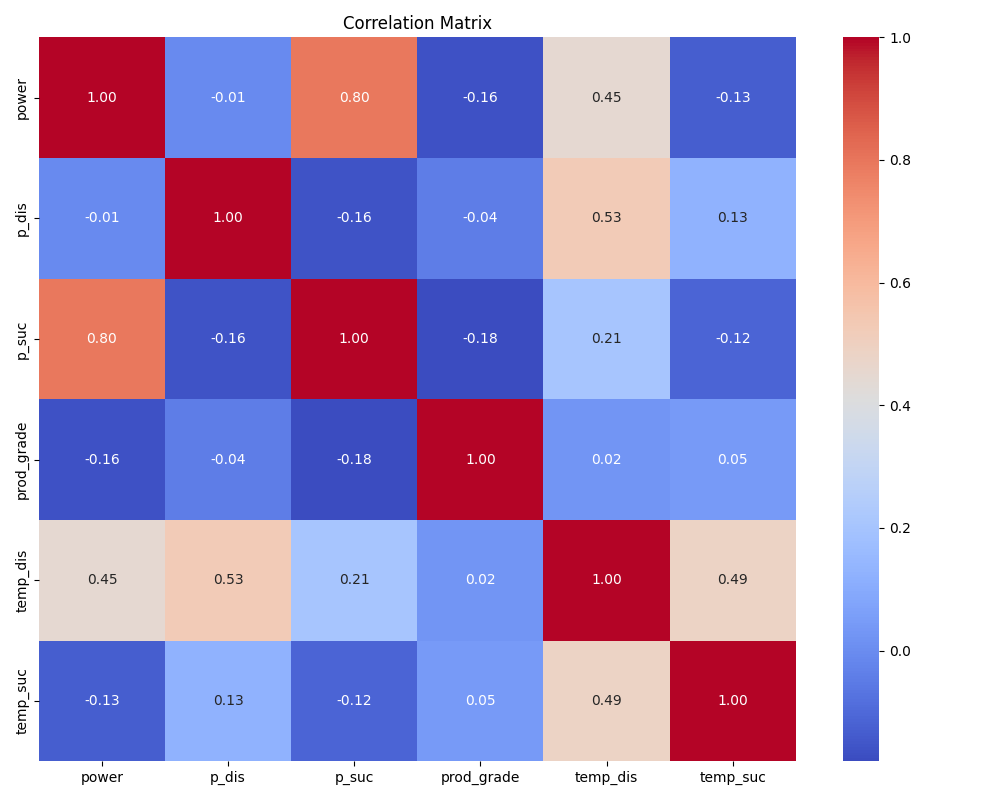 Correlation Matrix
power 1.00 -0.01 0.80 -0.16 0.45 -0.13
p_dis -0.01 1.00 -0.16 -0.04 0.53 0.13
p_suc 0.80 -0.16 1.00 -0.18 0.21 -0.12
prod_grade -0.16 -0.04 -0.18 1.00 0.02 0.05
temp_dis 0.45 0.53 0.21 0.02 1.00 0.49
temp_suc -0.13 0.13 -0.12 0.05 0.49 1.00
power p_dis p_suc prod_grade temp_dis temp_suc
1.0
0.8
0.6
0.4
0.2
0.0